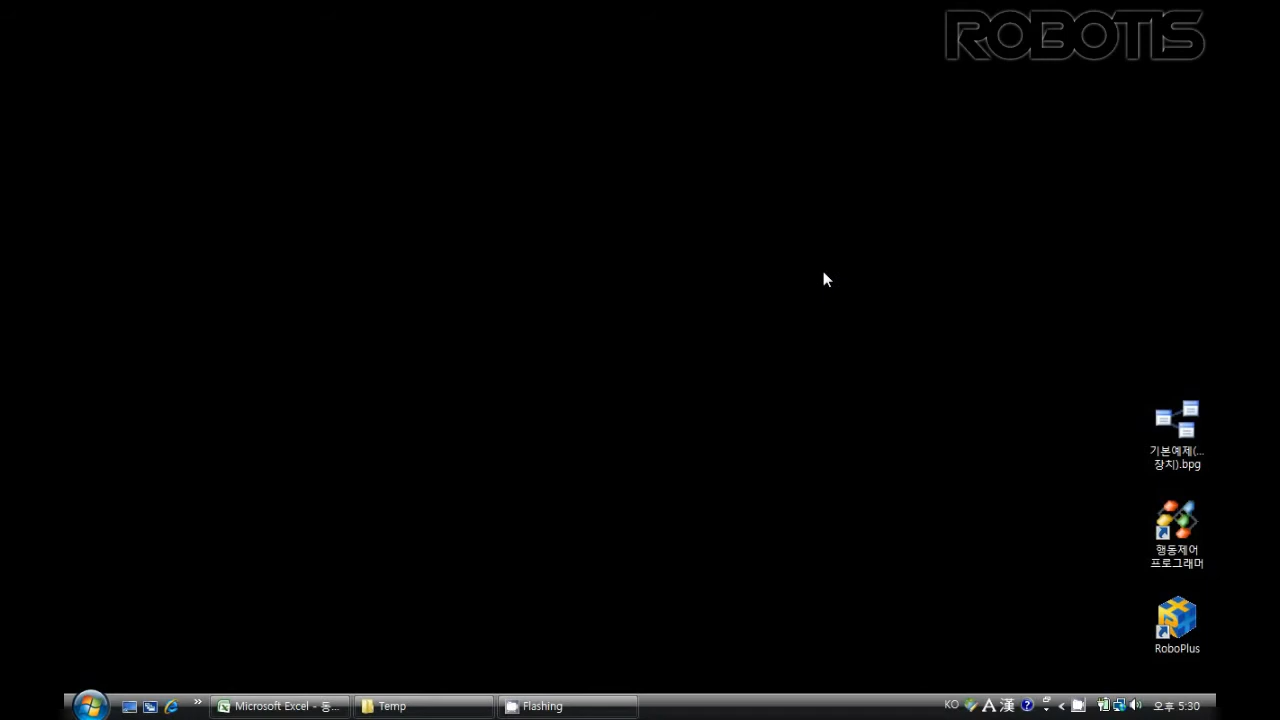 ROBOTIS
기본예제(...
장치).bpg
행동제어
프로그래머
RoboPlus
Microsoft Excel - 동...
Temp
Flashing
KO
A 漢
오후 5:30